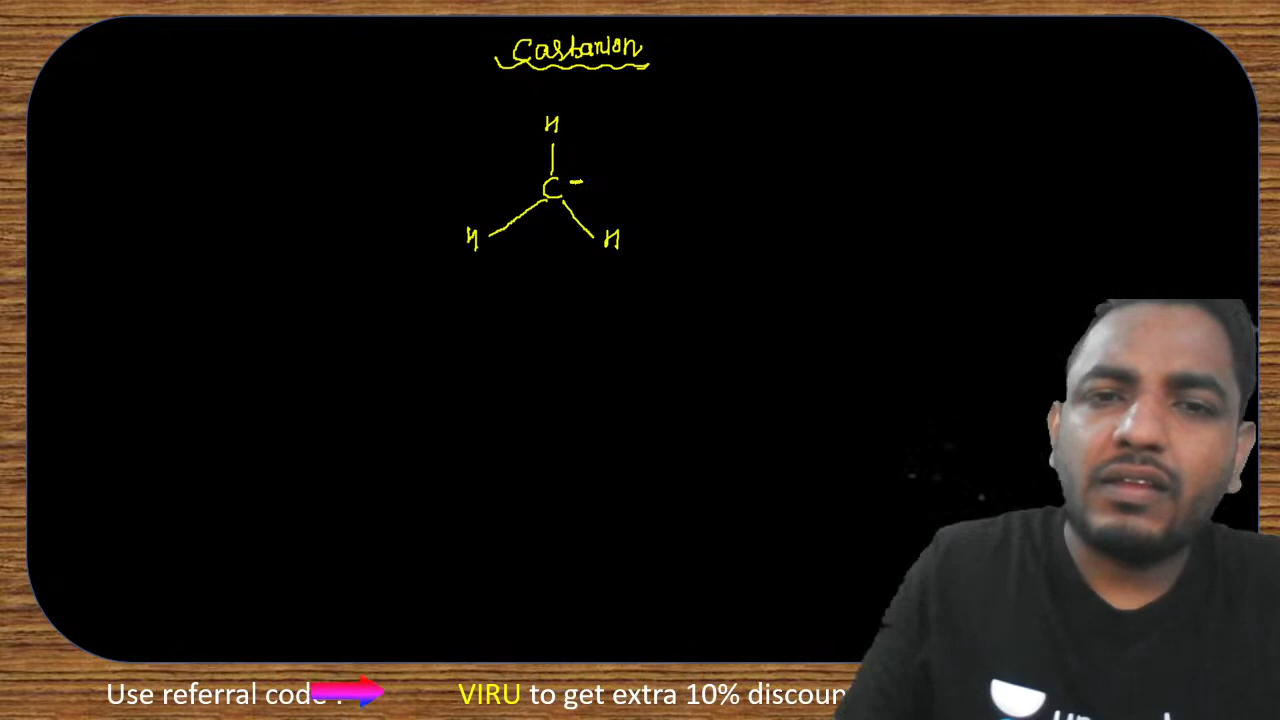 Carbanion
H
C -
H H
Use referral code :
VIRU to get extra 10% discoun